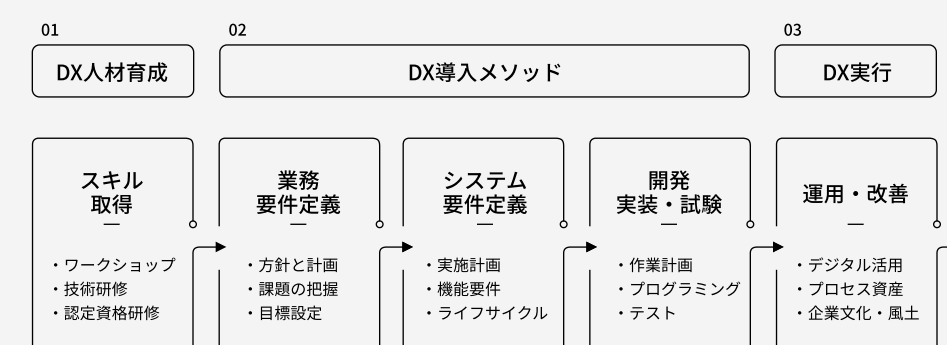 01
DX人材育成
02
DX導入メソッド
03
DX実行
スキル
取得
・ワークショップ
・技術研修
・認定資格研修
業務
要件定義
・方針と計画
・課題の把握
・目標設定
システム
要件定義
・実施計画
・機能要件
・ライフサイクル
開発
実装・試験
・作業計画
・プログラミング
・テスト
運用・改善
・デジタル活用
・プロセス資産
・企業文化・風土